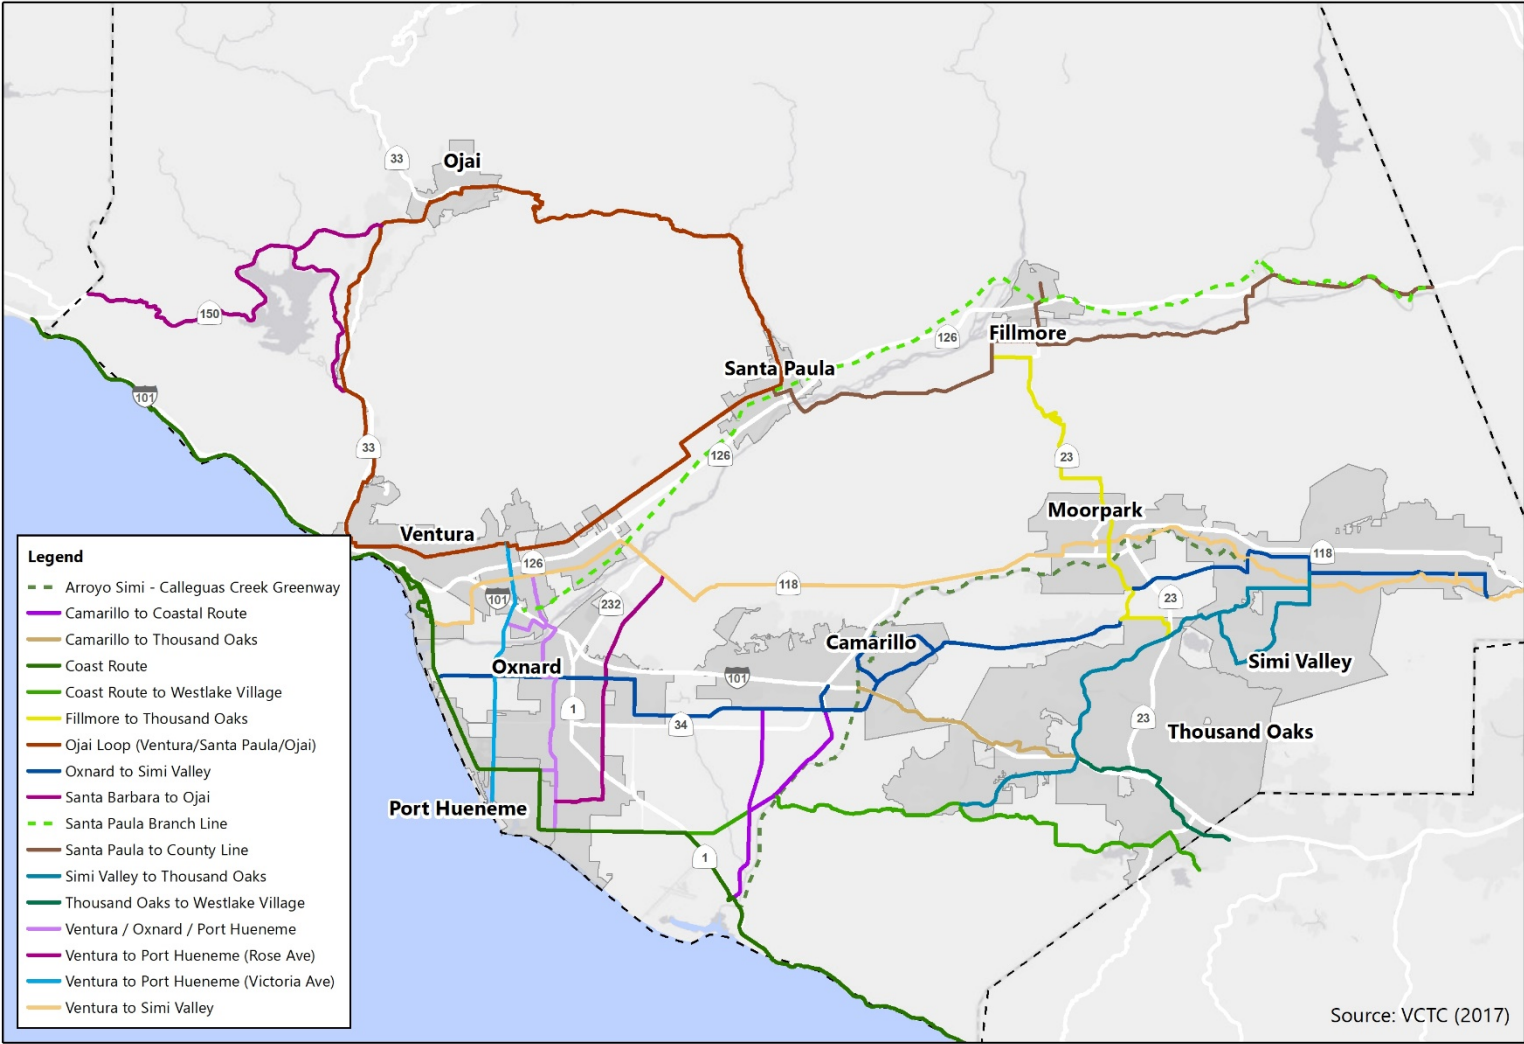 33
Ojai
150
126
Fillmore
Santa Paula
101
33
126
23
Moorpark
Ventura
126
118
118
101
232
23
Camarillo
Oxnard
101
Simi Valley
1
34
23
Thousand Oaks
Port Hueneme
1
Legend
Arroyo Simi - Calleguas Creek Greenway
Camarillo to Coastal Route
Camarillo to Thousand Oaks
Coast Route
Coast Route to Westlake Village
Fillmore to Thousand Oaks
Ojai Loop (Ventura/Santa Paula/Ojai)
Oxnard to Simi Valley
Santa Barbara to Ojai
Santa Paula Branch Line
Santa Paula to County Line
Simi Valley to Thousand Oaks
Thousand Oaks to Westlake Village
Ventura / Oxnard / Port Hueneme
Ventura to Port Hueneme (Rose Ave)
Ventura to Port Hueneme (Victoria Ave)
Ventura to Simi Valley
Source: VCTC (2017)